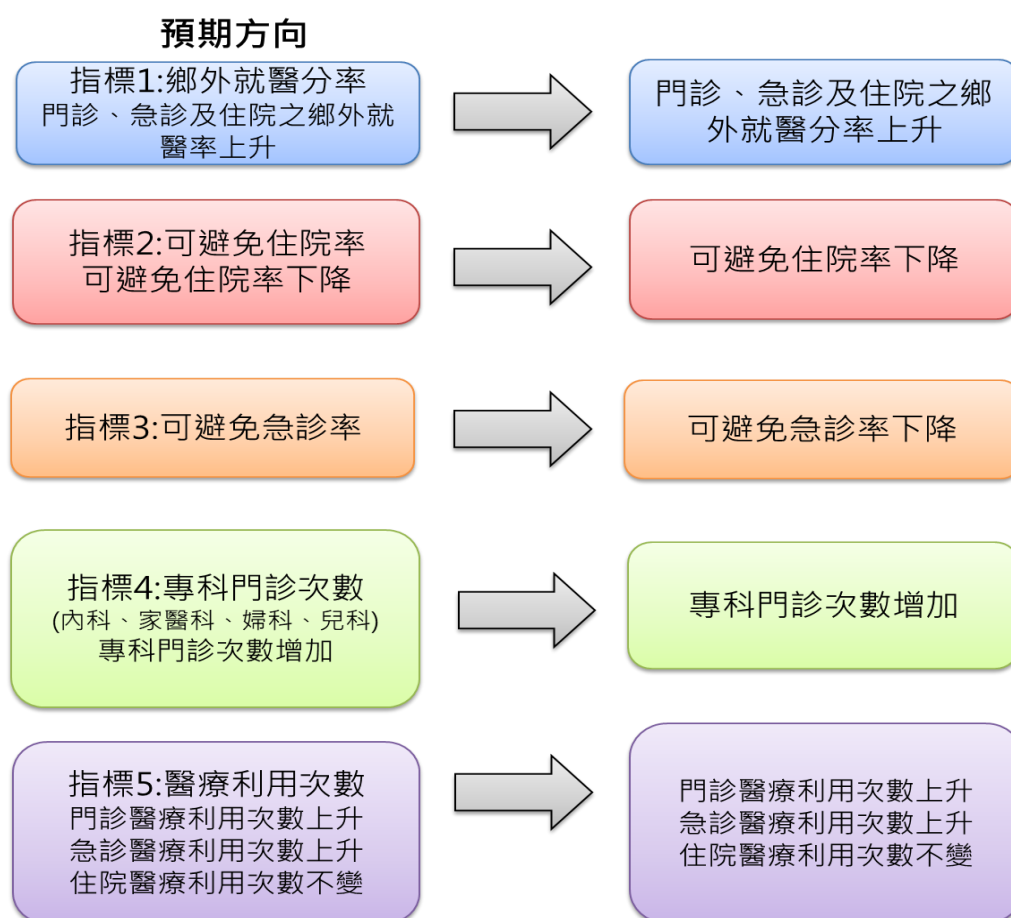 預期方向
指標1:鄉外就醫分率
門診、急診及住院之鄉外就
醫率上升
門診、急診及住院之鄉
外就醫分率上升
指標2:可避免住院率
可避免住院率下降
可避免住院率下降
指標3:可避免急診率
可避免急診率下降
指標4:專科門診次數
(內科、家醫科、婦科、兒科)
專科門診次數增加
專科門診次數增加
指標5:醫療利用次數
門診醫療利用次數上升
急診醫療利用次數上升
住院醫療利用次數不變
門診醫療利用次數上升
急診醫療利用次數上升
住院醫療利用次數不變